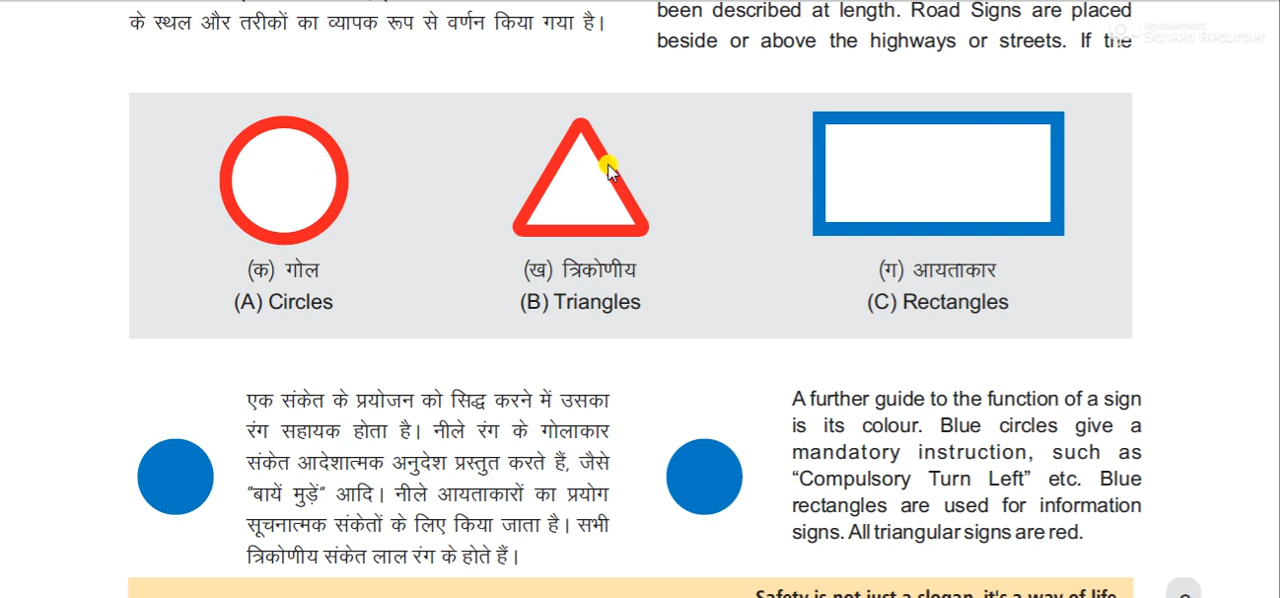 के स्थल और तरीकों का व्यापक रूप से वर्णन किया गया है।
been described at length. Road Signs are placed
beside or above the highways or streets. If the
Apowersoft
Screen Recorder
(क) गोल
(A) Circles
(ख) त्रिकोणीय
(B) Triangles
(ग) आयताकार
(C) Rectangles
एक संकेत के प्रयोजन को सिद्ध करने में उसका
रंग सहायक होता है। नीले रंग के गोलाकार
संकेत आदेशात्मक अनुदेश प्रस्तुत करते हैं, जैसे
"बायें मुड़ें" आदि। नीले आयताकारों का प्रयोग
सूचनात्मक संकेतों के लिए किया जाता है। सभी
त्रिकोणीय संकेत लाल रंग के होते हैं।
A further guide to the function of a sign
is its colour. Blue circles give a
mandatory instruction, such as
“Compulsory Turn Left” etc. Blue
rectangles are used for information
signs. All triangular signs are red.
Safety is not just a slogan, it's a way of life